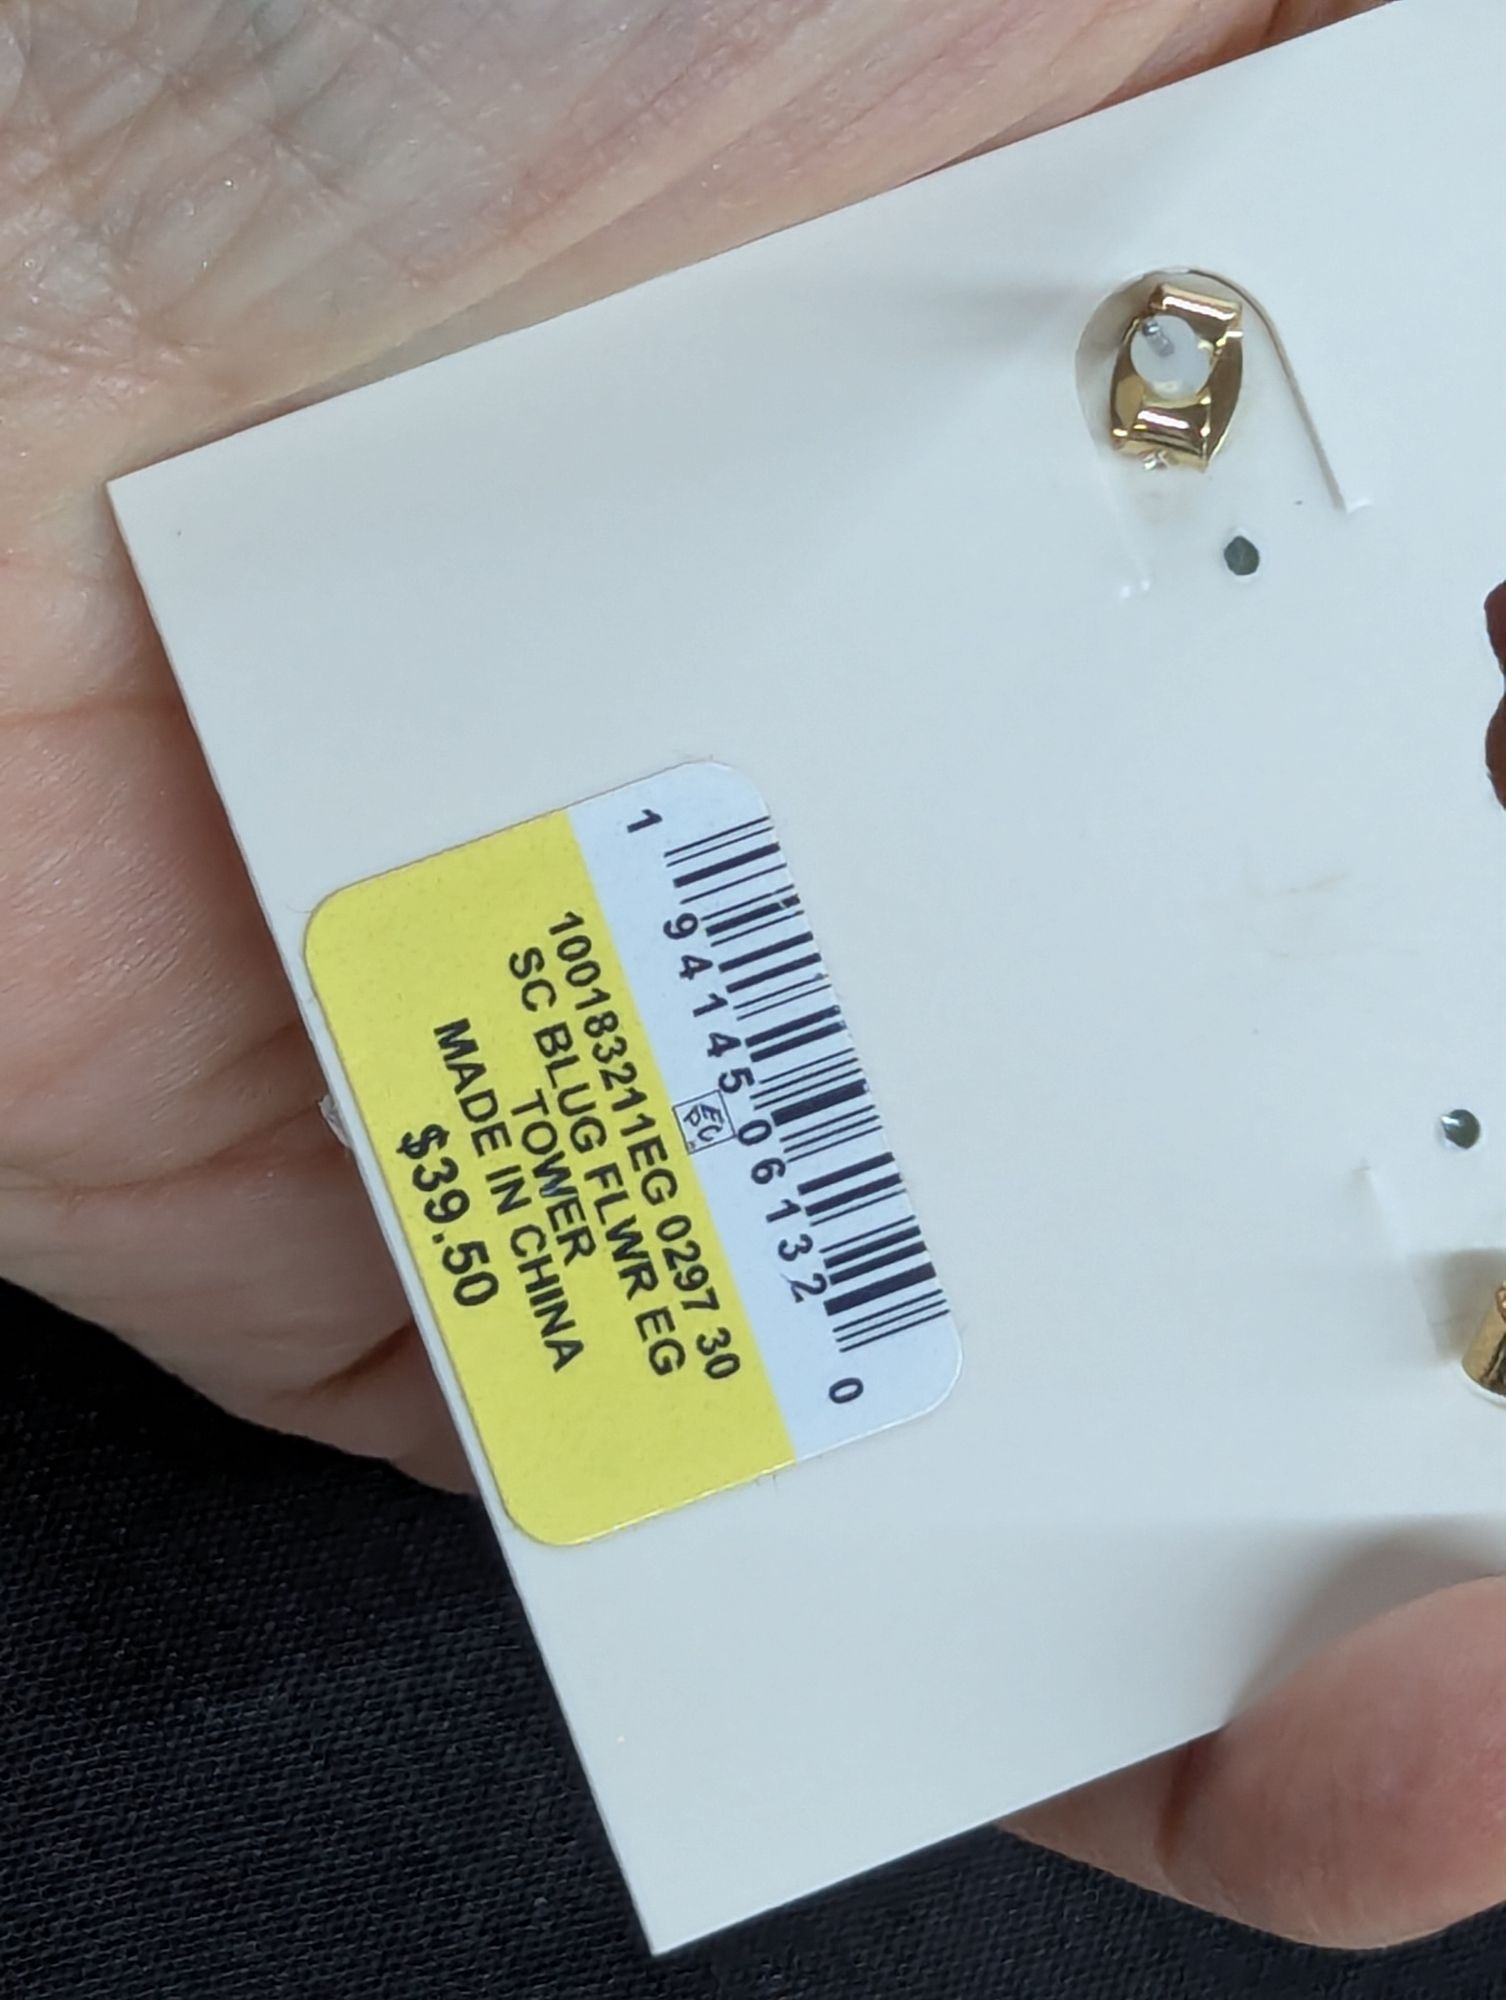 1 94145 06132 0
100183211EG 0297 30
SC BLUG FLWR EG
TOWER
MADE IN CHINA
$39.50